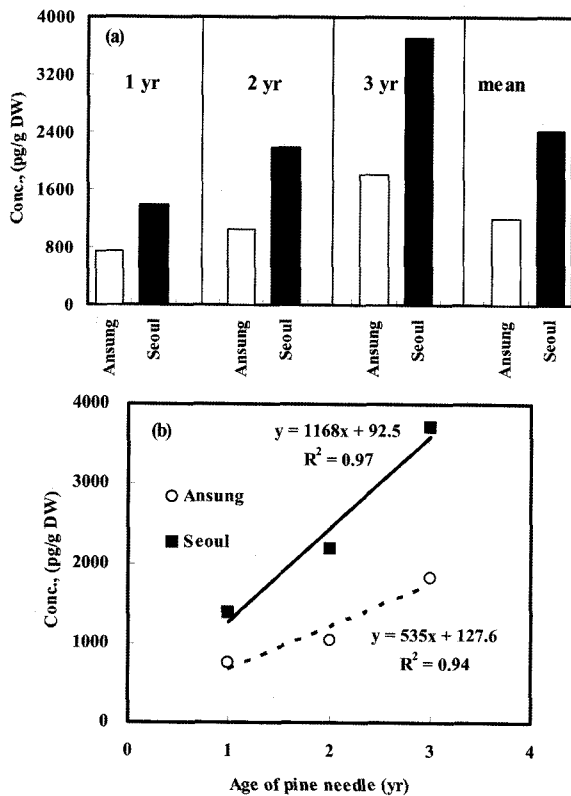 4000
(a)
1 yr
2 yr
3 yr
mean
3200
2400
1600
800
0
Conc., (pg/g DW)
Ansung
Seoul
Ansung
Seoul
Ansung
Seoul
Ansung
Seoul
4000
(b)
y = 1168x + 92.5
R² = 0.97
3000
Ansung
Seoul
2000
1000
y = 535x + 127.6
R² = 0.94
0
Conc., (pg/g DW)
0
1
2
3
4
Age of pine needle (yr)